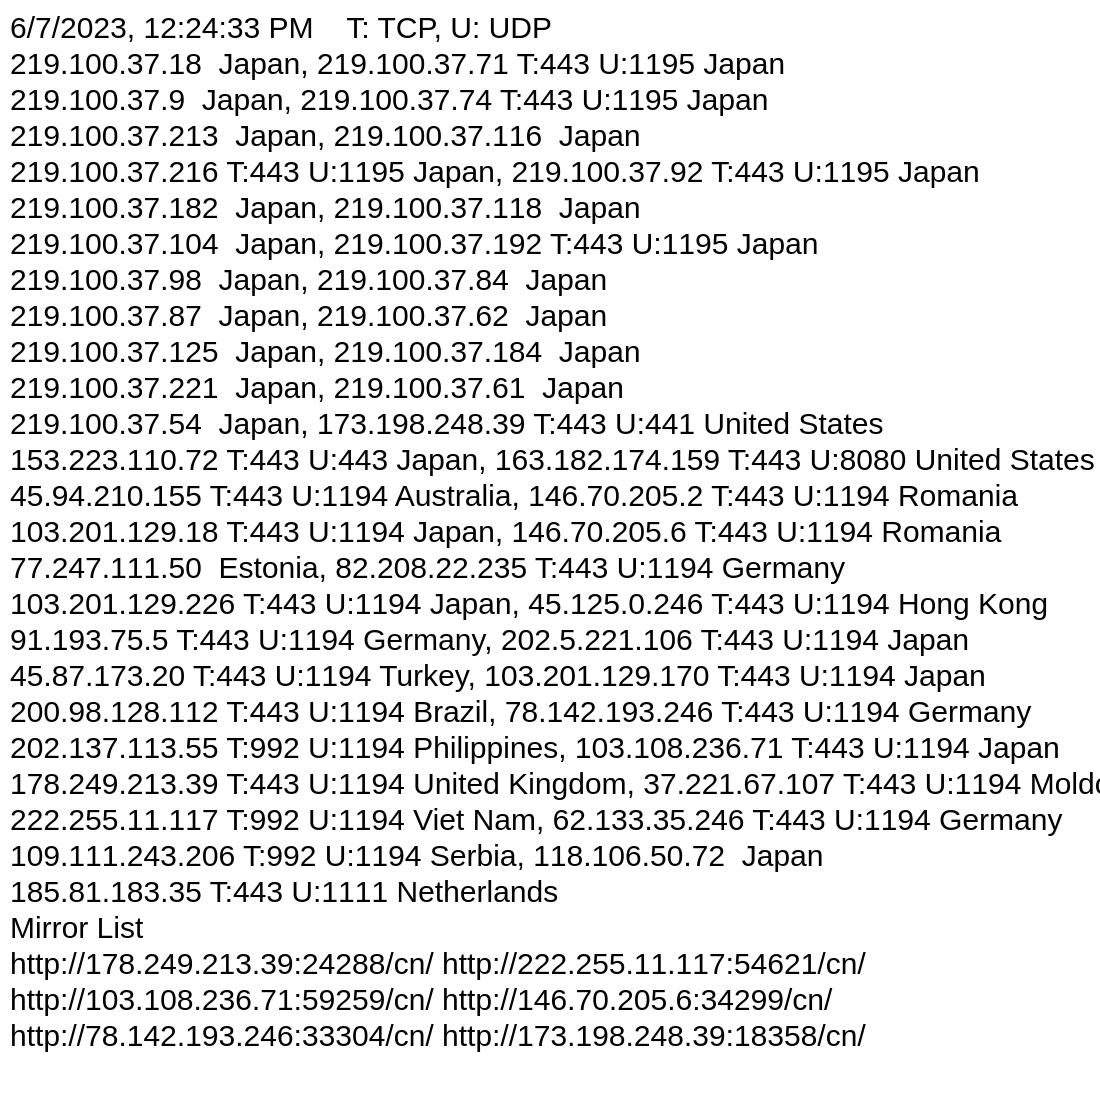 6/7/2023, 12:24:33 PM    T: TCP, U: UDP
219.100.37.18  Japan, 219.100.37.71 T:443 U:1195 Japan
219.100.37.9  Japan, 219.100.37.74 T:443 U:1195 Japan
219.100.37.213  Japan, 219.100.37.116  Japan
219.100.37.216 T:443 U:1195 Japan, 219.100.37.92 T:443 U:1195 Japan
219.100.37.182  Japan, 219.100.37.118  Japan
219.100.37.104  Japan, 219.100.37.192 T:443 U:1195 Japan
219.100.37.98  Japan, 219.100.37.84  Japan
219.100.37.87  Japan, 219.100.37.62  Japan
219.100.37.125  Japan, 219.100.37.184  Japan
219.100.37.221  Japan, 219.100.37.61  Japan
219.100.37.54  Japan, 173.198.248.39 T:443 U:441 United States
153.223.110.72 T:443 U:443 Japan, 163.182.174.159 T:443 U:8080 United States
45.94.210.155 T:443 U:1194 Australia, 146.70.205.2 T:443 U:1194 Romania
103.201.129.18 T:443 U:1194 Japan, 146.70.205.6 T:443 U:1194 Romania
77.247.111.50  Estonia, 82.208.22.235 T:443 U:1194 Germany
103.201.129.226 T:443 U:1194 Japan, 45.125.0.246 T:443 U:1194 Hong Kong
91.193.75.5 T:443 U:1194 Germany, 202.5.221.106 T:443 U:1194 Japan
45.87.173.20 T:443 U:1194 Turkey, 103.201.129.170 T:443 U:1194 Japan
200.98.128.112 T:443 U:1194 Brazil, 78.142.193.246 T:443 U:1194 Germany
202.137.113.55 T:992 U:1194 Philippines, 103.108.236.71 T:443 U:1194 Japan
178.249.213.39 T:443 U:1194 United Kingdom, 37.221.67.107 T:443 U:1194
222.255.11.117 T:992 U:1194 Viet Nam, 62.133.35.246 T:443 U:1194 Germany
109.111.243.206 T:992 U:1194 Serbia, 118.106.50.72  Japan
185.81.183.35 T:443 U:1111 Netherlands
Mirror List
http://178.249.213.39:24288/cn/ http://222.255.11.117:54621/cn/
http://103.108.236.71:59259/cn/ http://146.70.205.6:34299/cn/
http://78.142.193.246:33304/cn/ http://173.198.248.39:18358/cn/